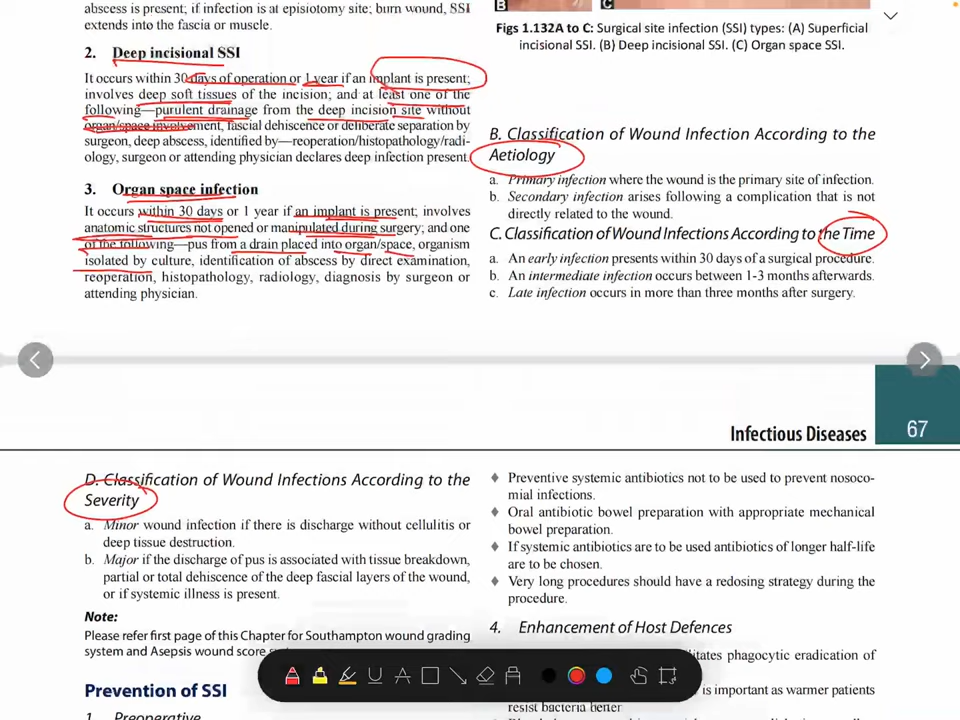 abscess is present; if infection is at episiotomy site; burn wound, SSI
extends into the fascia or muscle.
2. Deep incisional SSI
It occurs within 30 days of operation or 1 year if an implant is present;
involves deep soft tissues of the incision; and at least one of the
following—purulent drainage from the deep incision site without
organ/space involvement, fascial dehiscence or deliberate separation by
surgeon, deep abscess, identified by—reoperation/histopathology/radi-
ology, surgeon or attending physician declares deep infection present.
3. Organ space infection
It occurs within 30 days or 1 year if an implant is present; involves
anatomic structures not opened or manipulated during surgery; and one
of the following—pus from a drain placed into organ/space, organism
isolated by culture, identification of abscess by direct examination,
reoperation, histopathology, radiology, diagnosis by surgeon or
attending physician.
B
C
Figs 1.132A to C: Surgical site infection (SSI) types: (A) Superficial
incisional SSI. (B) Deep incisional SSI. (C) Organ space SSI.
B. Classification of Wound Infection According to the
Aetiology
a. Primary infection where the wound is the primary site of infection.
b. Secondary infection arises following a complication that is not
directly related to the wound.
C. Classification of Wound Infections According to the Time
a. An early infection presents within 30 days of a surgical procedure.
b. An intermediate infection occurs between 1-3 months afterwards.
c. Late infection occurs in more than three months after surgery.
Infectious Diseases
67
D. Classification of Wound Infections According to the
Severity
a. Minor wound infection if there is discharge without cellulitis or
deep tissue destruction.
b. Major if the discharge of pus is associated with tissue breakdown,
partial or total dehiscence of the deep fascial layers of the wound,
or if systemic illness is present.
Note:
Please refer first page of this Chapter for Southampton wound grading
system and Asepsis wound score
Prevention of SSI
1. Preoperative
♦ Preventive systemic antibiotics not to be used to prevent nosoco-
mial infections.
♦ Oral antibiotic bowel preparation with appropriate mechanical
bowel preparation.
♦ If systemic antibiotics are to be used antibiotics of longer half-life
are to be chosen.
♦ Very long procedures should have a redosing strategy during the
procedure.
4. Enhancement of Host Defences
phagocytic eradication of
is important as warmer patients
resist bacteria better